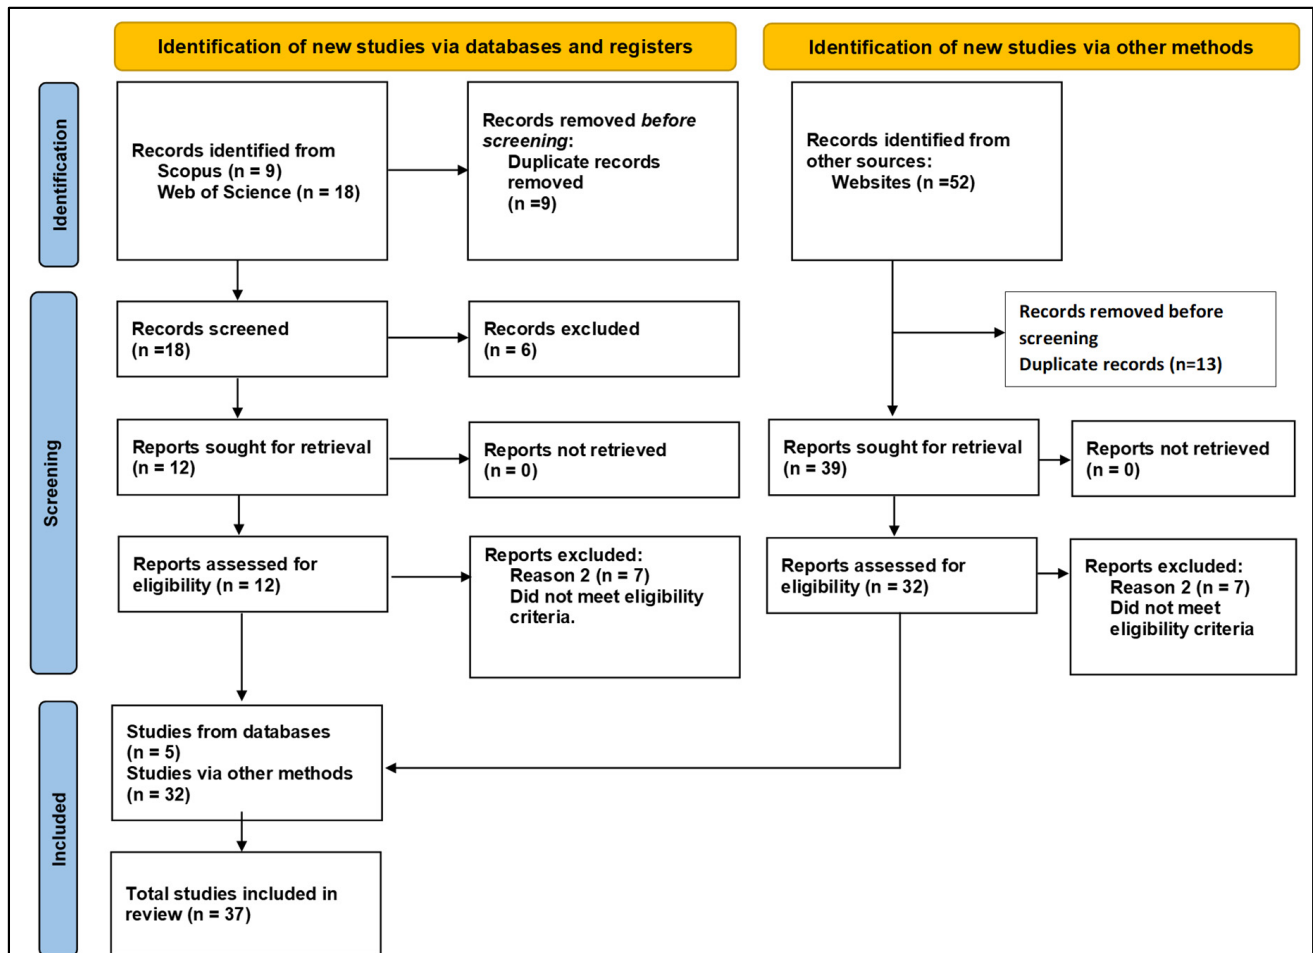 Identification of new studies via databases and registers
Identification of new studies via other methods
Identification
Records identified from
Scopus (n = 9)
Web of Science (n = 18)
Records removed before
screening:
Duplicate records
removed
(n =9)
Records identified from
other sources:
Websites (n =52)
Screening
Records screened
(n =18)
Records excluded
(n = 6)
Records removed before
screening
Duplicate records (n=13)
Reports sought for retrieval
(n = 12)
Reports not retrieved
(n = 0)
Reports sought for retrieval
(n = 39)
Reports not retrieved
(n = 0)
Reports assessed for
eligibility (n = 12)
Reports excluded:
Reason 2 (n = 7)
Did not meet eligibility
criteria.
Reports assessed for
eligibility (n = 32)
Reports excluded:
Reason 2 (n = 7)
Did not meet
eligibility criteria
Included
Studies from databases
(n = 5)
Studies via other methods
(n = 32)
Total studies included in
review (n = 37)